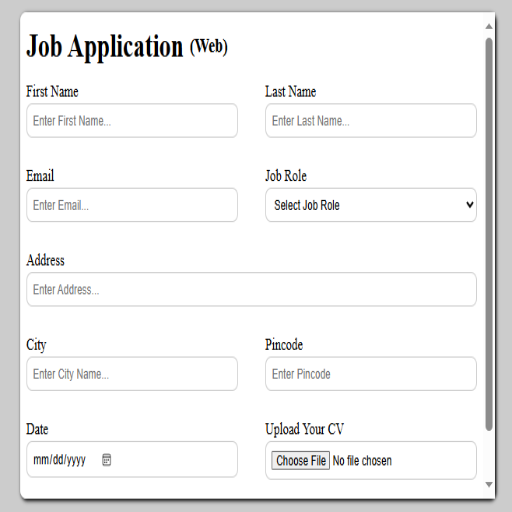 Job Application (Web)
First Name Last Name
Enter First Name... Enter Last Name...
Email Job Role
Enter Email... Select Job Role
Address
Enter Address...
City Pincode
Enter City Name... Enter Pincode
Date Upload Your CV
mm/dd/yyyy Choose File No file chosen